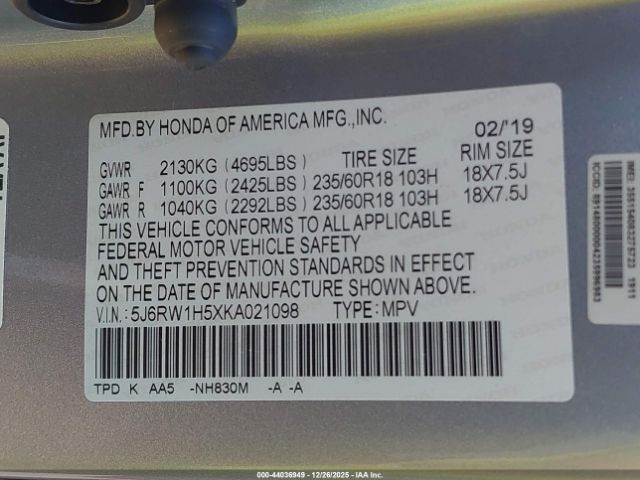 MFD. BY HONDA OF AMERICA MFG., INC. 02/'19
GVWR 2130KG (4695LBS) TIRE SIZE RIM SIZE
GAWR F 1100KG (2425LBS) 235/60R18 103H 18X7.5J
GAWR R 1040KG (2292LBS) 235/60R18 103H 18X7.5J
THIS VEHICLE CONFORMS TO ALL APPLICABLE
FEDERAL MOTOR VEHICLE SAFETY
AND THEFT PREVENTION STANDARDS IN EFFECT
ON THE DATE OF MANUFACTURE SHOWN ABOVE.
V.I.N.: 5J6RW1H5XKA021098 TYPE: MPV
TPD K AA5 -NH830M -A -A
1911
000-44036949 - 12/26/2025 - IAA Inc.